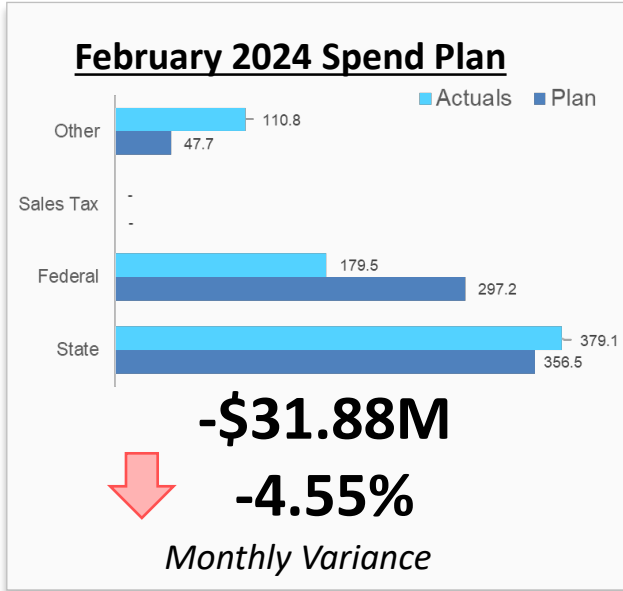 February 2024 Spend Plan
Actuals Plan
Other
110.8
47.7
Sales Tax
-
-
Federal
179.5
297.2
State
379.1
356.5
-$31.88M
-4.55%
Monthly Variance